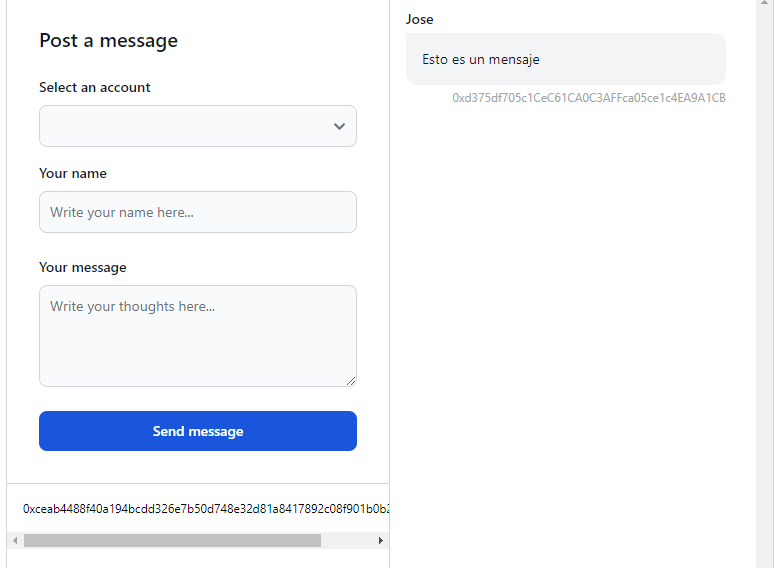 Post a message
Select an account
Your name
Write your name here...
Your message
Write your thoughts here...
Send message
0xceab4488f40a194bcdd326e7b50d748e32d81a8417892c08f901b0b2
Jose
Esto es un mensaje
0xd375df705c1CeC61CA0C3AFFca05ce1c4EA9A1CB